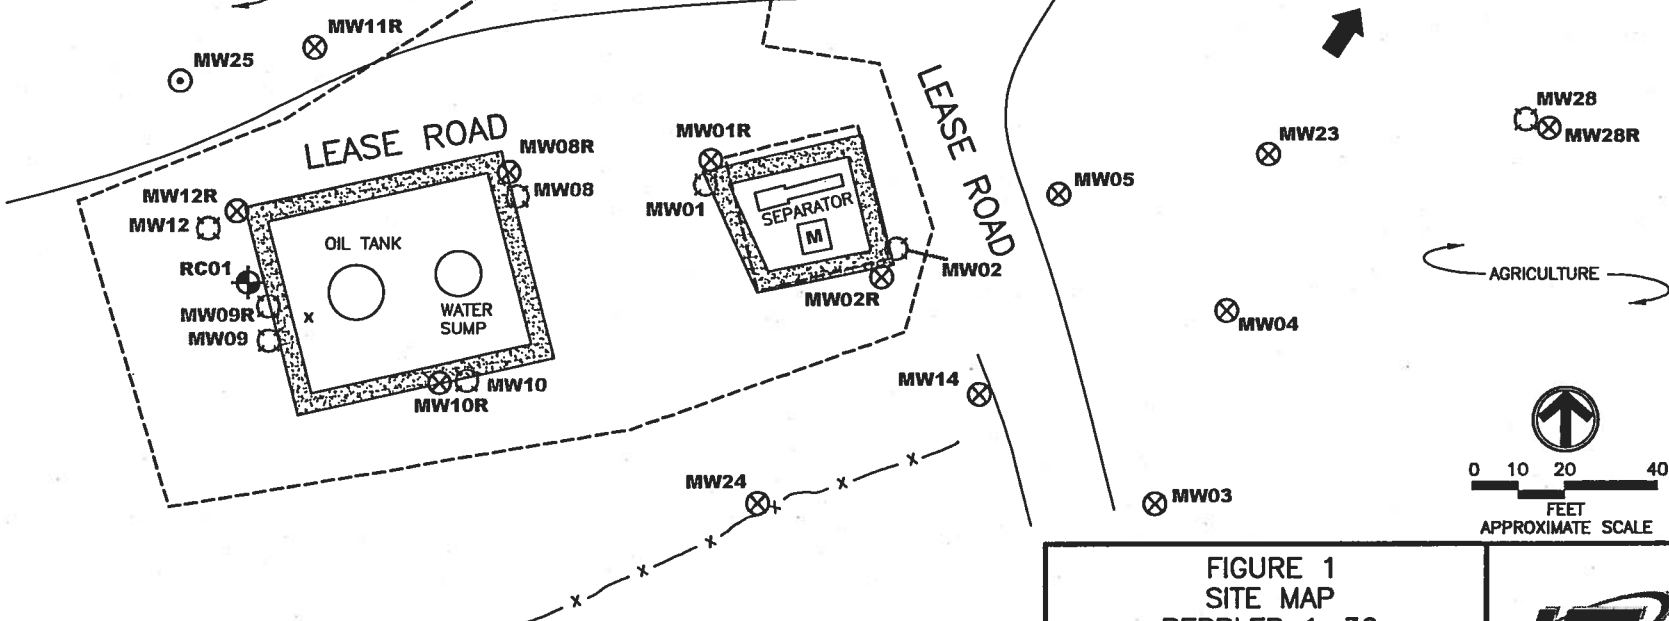 MW11R
MW25
LEASE ROAD
MW08R
MW08
MW12R
MW12
RC01
MW09R
MW09
OIL TANK
WATER
SUMP
x
MW10
MW10R
MW01R
MW01
SEPARATOR
M
MW02
MW02R
LEASE ROAD
MW05
MW23
MW28
MW28R
AGRICULTURE
MW04
MW14
MW24
MW03
x
x
x
x
x
x
0 10 20 40
FEET
APPROXIMATE SCALE
FIGURE 1
SITE MAP